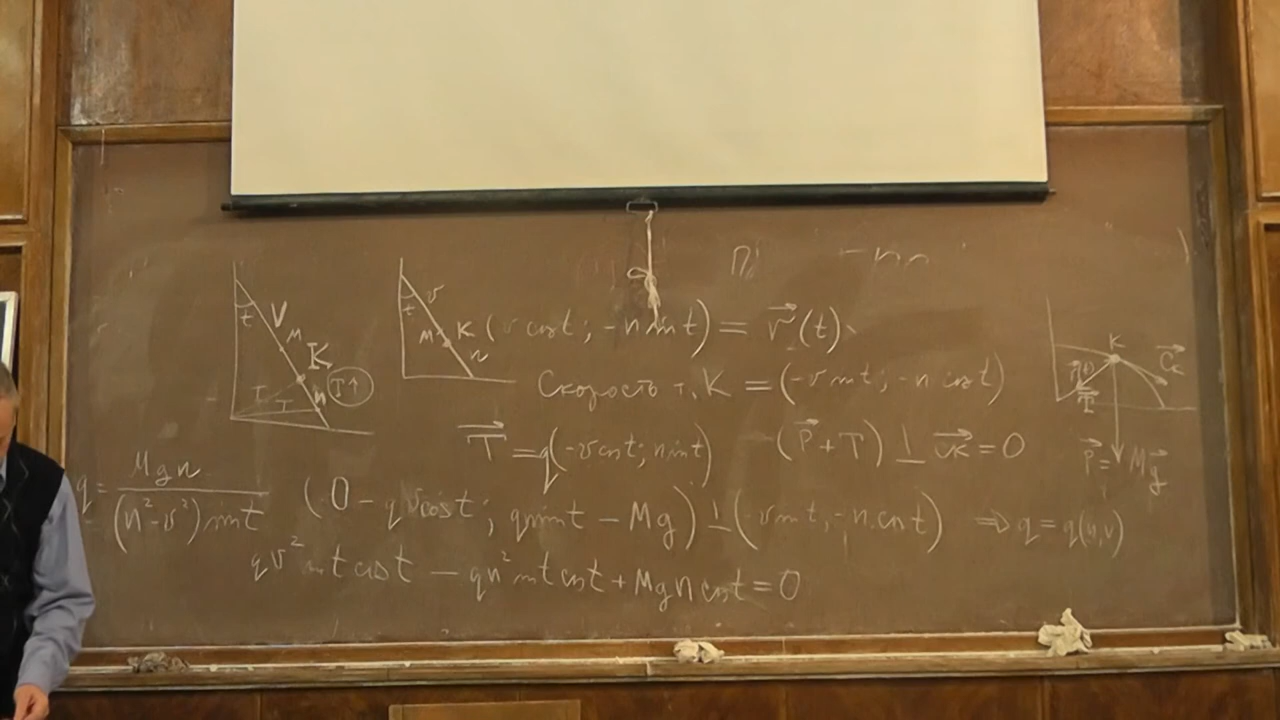 t V M K I I I↑ n
t v M n
K (v cos t; -n sin t) = r⃗(t)
Скорость т. К = (-v sin t; -n cos t)
T⃗ = q(-v cos t; n sin t) (P⃗ + T) ⊥ CK⃗ = 0
q = Mgn / (n² - v²) sin t
(0 - qv cos t; qn sin t - Mg) ⊥ (-v sin t; -n cos t) ⇒ q = q(n,v)
qv² sin t cos t - qn² sin t cos t + Mgn cos t = 0
K
C⃗ₖ
T⃗
P⃗ = Mg⃗